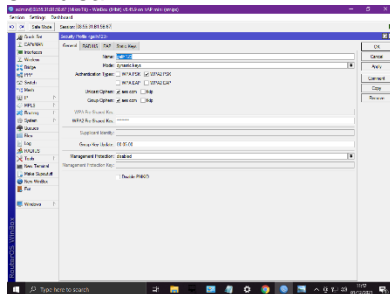 Session Settings Dashboard
Safe Mode Session:
Quick Set
CAPsMAN
Interfaces
Wireless
Bridge
PPP
Switch
Mesh
IP
MPLS
Routing
System
Queues
Files
Log
RADIUS
Tools
New Terminal
Make Supout.rif
New WinBox
Exit
Windows
RouterOS WinBox
Security Profile
General RADIUS EAP Static Keys
Name:
Mode: dynamic keys
Authentication Types: WPA PSK WPA2 PSK
WPA EAP WPA2 EAP
Unicast Ciphers: aes ccm tkip
Group Ciphers: aes ccm tkip
WPA Pre-Shared Key:
WPA2 Pre-Shared Key:
Supplicant Identity:
Group Key Update: 00:05:00
Management Protection: disabled
Management Protection Key:
Disable PMKID
OK
Cancel
Apply
Comment
Copy
Remove
Type here to search